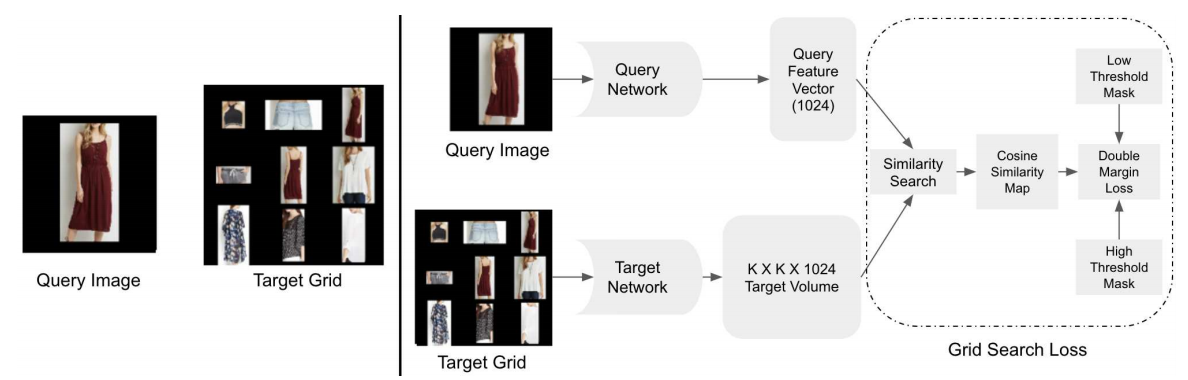 Query Image
Target Grid
Query Image
Query
Network
Query
Feature
Vector
(1024)
Target Grid
Target
Network
K X K X 1024
Target Volume
Similarity
Search
Cosine
Similarity
Map
Low
Threshold
Mask
Double
Margin
Loss
High
Threshold
Mask
Grid Search Loss